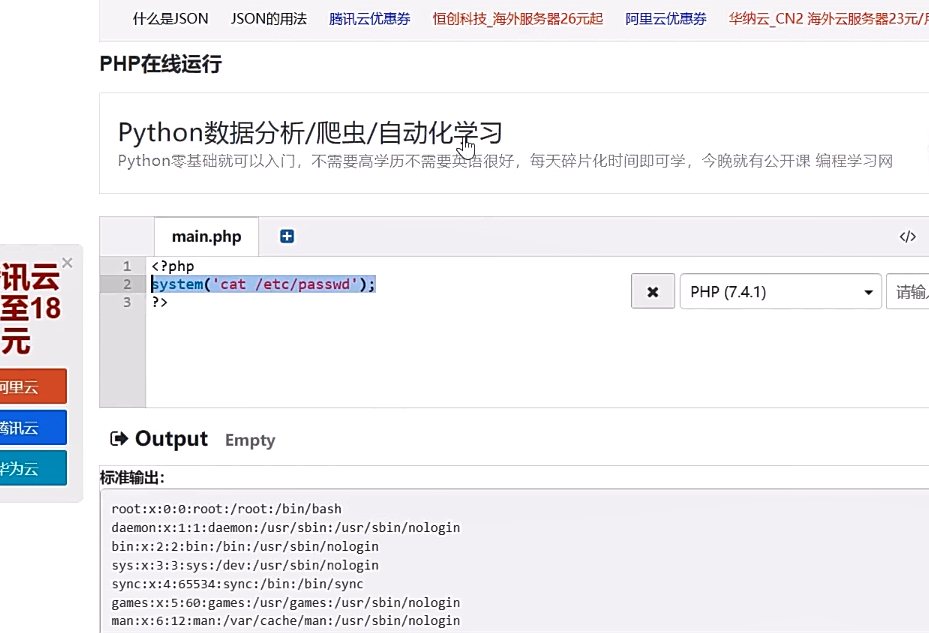 什么是JSON JSON的用法 腾讯云优惠券 恒创科技_海外服务器26元起 阿里云优惠券 华纳云_CN2 海外云服务器23元/月
PHP在线运行
Python数据分析/爬虫/自动化学习
Python零基础就可以入门，不需要高学历不需要英语很好，每天碎片化时间即可学，今晚就有公开课 编程学习网
main.php
</>
1 <?php
2 system('cat /etc/passwd');
3 ?>
PHP (7.4.1)
请输
讯云
至18
元
阿里云
腾讯云
华为云
Output Empty
标准输出:
root:x:0:0:root:/root:/bin/bash
daemon:x:1:1:daemon:/usr/sbin:/usr/sbin/nologin
bin:x:2:2:bin:/bin:/usr/sbin/nologin
sys:x:3:3:sys:/dev:/usr/sbin/nologin
sync:x:4:65534:sync:/bin:/bin/sync
games:x:5:60:games:/usr/games:/usr/sbin/nologin
man:x:6:12:man:/var/cache/man:/usr/sbin/nologin